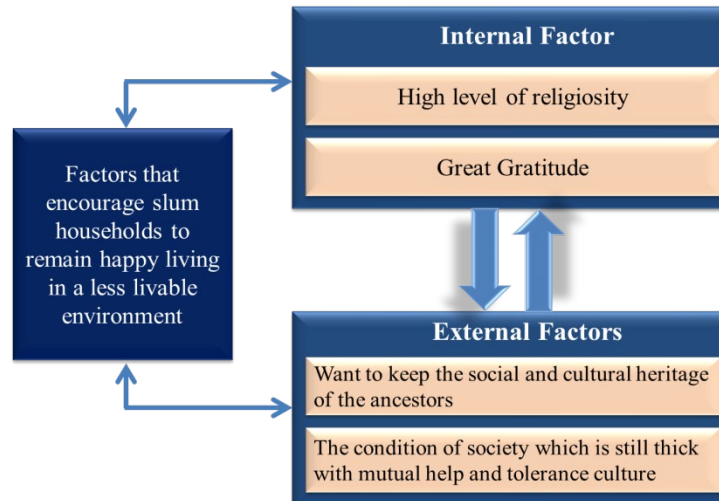 Factors that
encourage slum
households to
remain happy living
in a less livable
environment
Internal Factor
High level of religiosity
Great Gratitude
External Factors
Want to keep the social and cultural heritage
of the ancestors
The condition of society which is still thick
with mutual help and tolerance culture